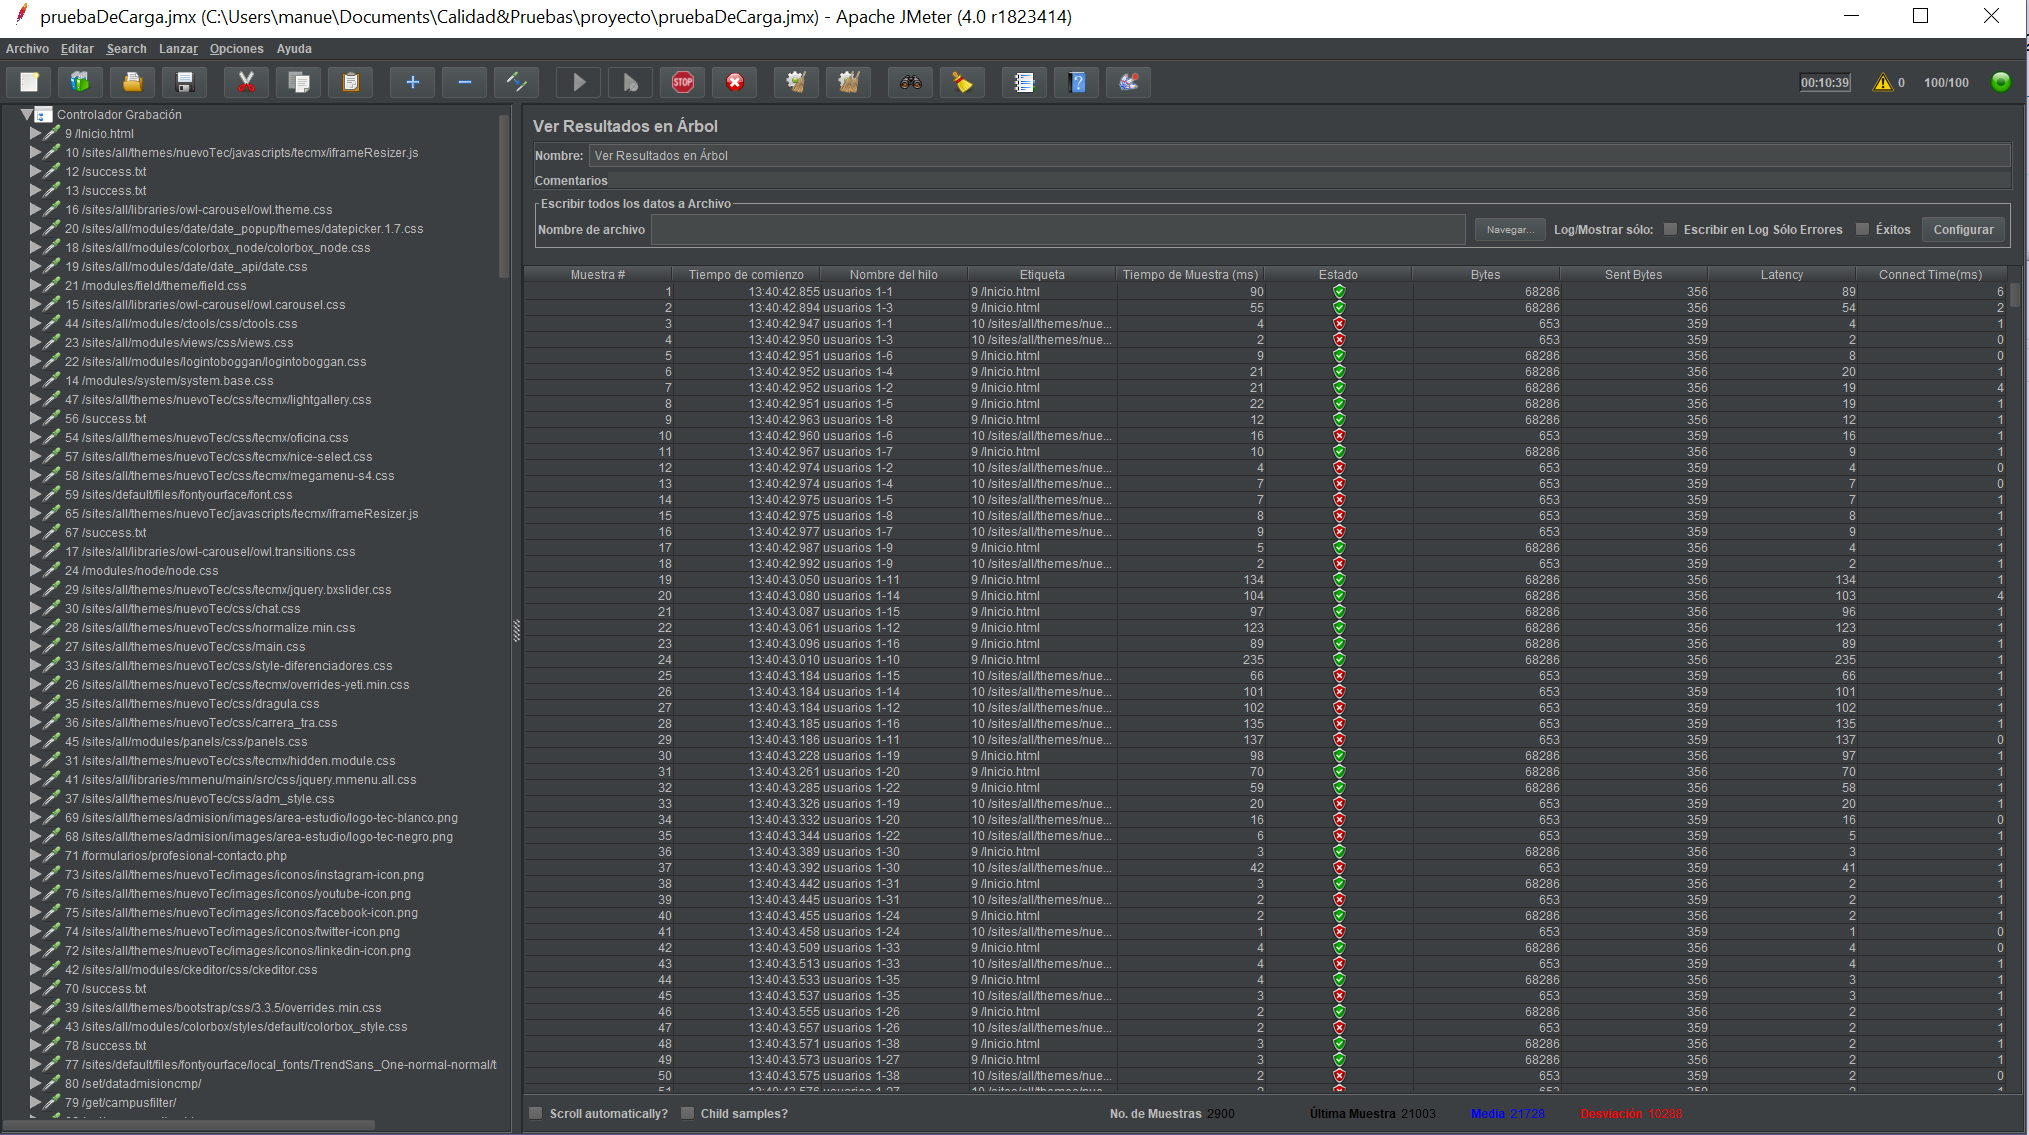 pruebaDeCarga.jmx (C:\Users\manue\Documents\Calidad&Pruebas\proyecto\pruebaDeCarga.jmx) - Apache JMeter (4.0 r1823414)
Archivo Editar Search Lanzar Opciones Ayuda
STOP
00:10:39 0 100/100
Controlador Grabación
9 /Inicio.html
10 /sites/all/themes/nuevoTec/javascripts/tecmx/iframeResizer.js
12 /success.txt
13 /success.txt
16 /sites/all/libraries/owl-carousel/owl.theme.css
20 /sites/all/modules/date/date_popup/themes/datepicker.1.7.css
18 /sites/all/modules/colorbox_node/colorbox_node.css
19 /sites/all/modules/date/date_api/date.css
21 /modules/field/theme/field.css
15 /sites/all/libraries/owl-carousel/owl.carousel.css
44 /sites/all/modules/ctools/css/ctools.css
23 /sites/all/modules/views/css/views.css
22 /sites/all/modules/logintoboggan/logintoboggan.css
14 /modules/system/system.base.css
47 /sites/all/themes/nuevoTec/css/tecmx/lightgallery.css
56 /success.txt
54 /sites/all/themes/nuevoTec/css/tecmx/oficina.css
57 /sites/all/themes/nuevoTec/css/tecmx/nice-select.css
58 /sites/all/themes/nuevoTec/css/tecmx/megamenu-s4.css
59 /sites/default/files/fontyourface/font.css
65 /sites/all/themes/nuevoTec/javascripts/tecmx/iframeResizer.js
67 /success.txt
17 /sites/all/libraries/owl-carousel/owl.transitions.css
24 /modules/node/node.css
29 /sites/all/themes/nuevoTec/css/tecmx/jquery.bxslider.css
30 /sites/all/themes/nuevoTec/css/chat.css
28 /sites/all/themes/nuevoTec/css/normalize.min.css
27 /sites/all/themes/nuevoTec/css/main.css
33 /sites/all/themes/nuevoTec/css/style-diferenciadores.css
26 /sites/all/themes/nuevoTec/css/tecmx/overrides-yeti.min.css
35 /sites/all/themes/nuevoTec/css/dragula.css
36 /sites/all/themes/nuevoTec/css/carrera_tra.css
45 /sites/all/modules/panels/css/panels.css
31 /sites/all/themes/nuevoTec/css/tecmx/hidden.module.css
41 /sites/all/libraries/mmenu/main/src/css/jquery.mmenu.all.css
37 /sites/all/themes/nuevoTec/css/adm_style.css
69 /sites/all/themes/admision/images/area-estudio/logo-tec-blanco.png
68 /sites/all/themes/admision/images/area-estudio/logo-tec-negro.png
71 /formularios/profesional-contacto.php
73 /sites/all/themes/nuevoTec/images/iconos/instagram-icon.png
76 /sites/all/themes/nuevoTec/images/iconos/youtube-icon.png
75 /sites/all/themes/nuevoTec/images/iconos/facebook-icon.png
74 /sites/all/themes/nuevoTec/images/iconos/twitter-icon.png
72 /sites/all/themes/nuevoTec/images/iconos/linkedin-icon.png
42 /sites/all/modules/ckeditor/css/ckeditor.css
70 /success.txt
39 /sites/all/themes/bootstrap/css/3.3.5/overrides.min.css
43 /sites/all/modules/colorbox/styles/default/colorbox_style.css
78 /success.txt
77 /sites/default/files/fontyourface/local_fonts/TrendSans_One-normal-normal/t
80 /set/datadmisioncmp/
79 /get/campusfilter/
Ver Resultados en Árbol
Nombre: Ver Resultados en Árbol
Comentarios
Escribir todos los datos a Archivo
Nombre de archivo Navegar... Log/Mostrar sólo: Escribir en Log Sólo Errores Éxitos Configurar
Muestra # Tiempo de comienzo Nombre del hilo Etiqueta Tiempo de Muestra (ms) Estado Bytes Sent Bytes Latency Connect Time(ms)
1 13:40:42.855 usuarios 1-1 9 /Inicio.html 90 68286 356 89 6
2 13:40:42.894 usuarios 1-3 9 /Inicio.html 55 68286 356 54 2
3 13:40:42.947 usuarios 1-1 10 /sites/all/themes/nue... 4 653 359 4 1
4 13:40:42.950 usuarios 1-3 10 /sites/all/themes/nue... 2 653 359 2 0
5 13:40:42.951 usuarios 1-6 9 /Inicio.html 9 68286 356 8 0
6 13:40:42.952 usuarios 1-4 9 /Inicio.html 21 68286 356 20 1
7 13:40:42.952 usuarios 1-2 9 /Inicio.html 21 68286 356 19 4
8 13:40:42.951 usuarios 1-5 9 /Inicio.html 22 68286 356 19 1
9 13:40:42.963 usuarios 1-8 9 /Inicio.html 12 68286 356 12 1
10 13:40:42.960 usuarios 1-6 10 /sites/all/themes/nue... 16 653 359 16 1
11 13:40:42.967 usuarios 1-7 9 /Inicio.html 10 68286 356 9 1
12 13:40:42.974 usuarios 1-2 10 /sites/all/themes/nue... 4 653 359 4 0
13 13:40:42.974 usuarios 1-4 10 /sites/all/themes/nue... 7 653 359 7 0
14 13:40:42.975 usuarios 1-5 10 /sites/all/themes/nue... 7 653 359 7 1
15 13:40:42.975 usuarios 1-8 10 /sites/all/themes/nue... 8 653 359 8 1
16 13:40:42.977 usuarios 1-7 10 /sites/all/themes/nue... 9 653 359 9 1
17 13:40:42.987 usuarios 1-9 9 /Inicio.html 5 68286 356 4 1
18 13:40:42.992 usuarios 1-9 10 /sites/all/themes/nue... 2 653 359 2 1
19 13:40:43.050 usuarios 1-11 9 /Inicio.html 134 68286 356 134 1
20 13:40:43.080 usuarios 1-14 9 /Inicio.html 104 68286 356 103 4
21 13:40:43.087 usuarios 1-15 9 /Inicio.html 97 68286 356 96 1
22 13:40:43.061 usuarios 1-12 9 /Inicio.html 123 68286 356 123 1
23 13:40:43.096 usuarios 1-16 9 /Inicio.html 89 68286 356 89 1
24 13:40:43.010 usuarios 1-10 9 /Inicio.html 235 68286 356 235 1
25 13:40:43.184 usuarios 1-15 10 /sites/all/themes/nue... 66 653 359 66 1
26 13:40:43.184 usuarios 1-14 10 /sites/all/themes/nue... 101 653 359 101 1
27 13:40:43.184 usuarios 1-12 10 /sites/all/themes/nue... 102 653 359 102 1
28 13:40:43.185 usuarios 1-16 10 /sites/all/themes/nue... 135 653 359 135 1
29 13:40:43.186 usuarios 1-11 10 /sites/all/themes/nue... 137 653 359 137 0
30 13:40:43.228 usuarios 1-19 9 /Inicio.html 98 68286 356 97 1
31 13:40:43.261 usuarios 1-20 9 /Inicio.html 70 68286 356 70 1
32 13:40:43.285 usuarios 1-22 9 /Inicio.html 59 68286 356 58 1
33 13:40:43.326 usuarios 1-19 10 /sites/all/themes/nue... 20 653 359 20 1
34 13:40:43.332 usuarios 1-20 10 /sites/all/themes/nue... 16 653 359 16 0
35 13:40:43.344 usuarios 1-22 10 /sites/all/themes/nue... 6 653 359 5 1
36 13:40:43.389 usuarios 1-30 9 /Inicio.html 3 68286 356 3 1
37 13:40:43.392 usuarios 1-30 10 /sites/all/themes/nue... 42 653 359 41 1
38 13:40:43.442 usuarios 1-31 9 /Inicio.html 3 68286 356 2 1
39 13:40:43.445 usuarios 1-31 10 /sites/all/themes/nue... 2 653 359 2 1
40 13:40:43.455 usuarios 1-24 9 /Inicio.html 2 68286 356 2 1
41 13:40:43.458 usuarios 1-24 10 /sites/all/themes/nue... 1 653 359 1 0
42 13:40:43.509 usuarios 1-33 9 /Inicio.html 4 68286 356 4 0
43 13:40:43.513 usuarios 1-33 10 /sites/all/themes/nue... 4 653 359 4 1
44 13:40:43.533 usuarios 1-35 9 /Inicio.html 4 68286 356 3 1
45 13:40:43.537 usuarios 1-35 10 /sites/all/themes/nue... 3 653 359 3 1
46 13:40:43.555 usuarios 1-26 9 /Inicio.html 2 68286 356 2 1
47 13:40:43.557 usuarios 1-26 10 /sites/all/themes/nue... 2 653 359 2 1
48 13:40:43.571 usuarios 1-38 9 /Inicio.html 3 68286 356 2 1
49 13:40:43.573 usuarios 1-27 9 /Inicio.html 3 68286 356 2 1
50 13:40:43.575 usuarios 1-38 10 /sites/all/themes/nue... 2 653 359 2 0
Scroll automatically? Child samples? No. de Muestras 2900 Última Muestra 21003 Media 21728 Desviación 10288